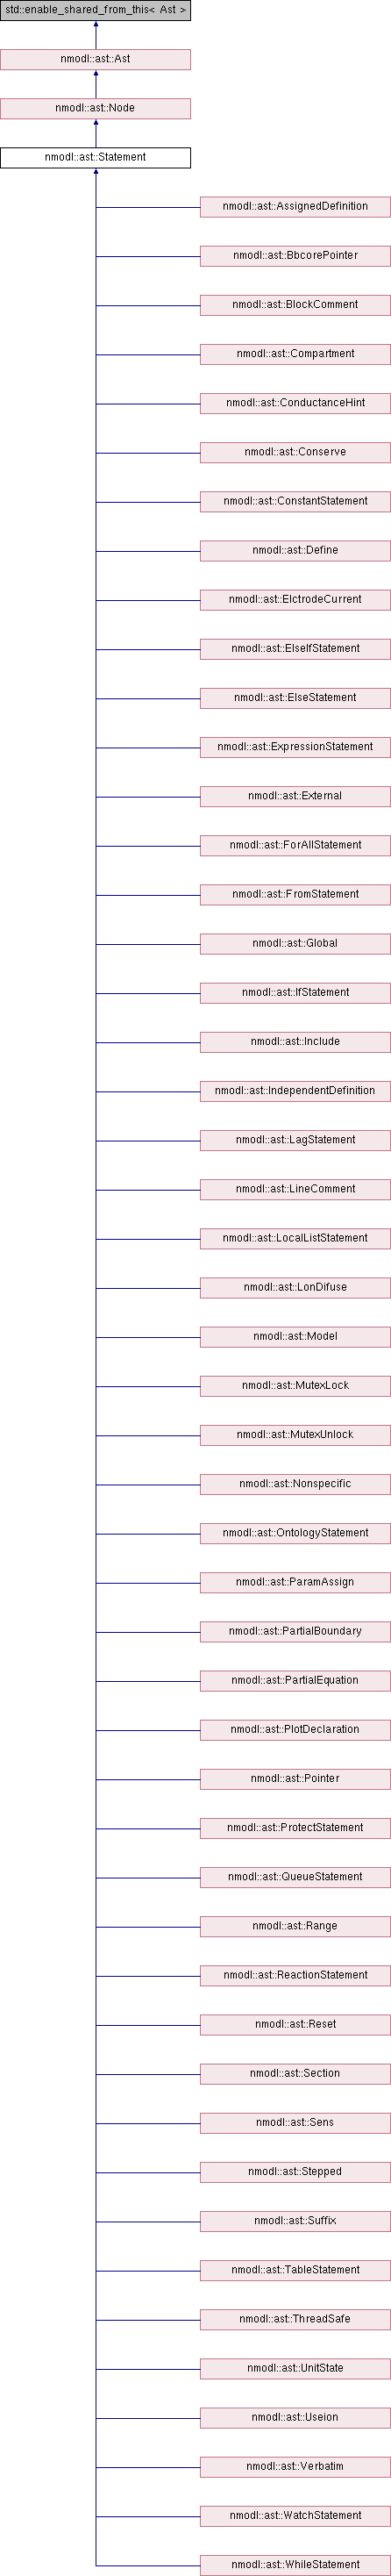 std::enable_shared_from_this< Ast >
nmodl::ast::Ast
nmodl::ast::Node
nmodl::ast::Statement
nmodl::ast::AssignedDefinition
nmodl::ast::BbcorePointer
nmodl::ast::BlockComment
nmodl::ast::Compartment
nmodl::ast::ConductanceHint
nmodl::ast::Conserve
nmodl::ast::ConstantStatement
nmodl::ast::Define
nmodl::ast::ElctrodeCurrent
nmodl::ast::ElseIfStatement
nmodl::ast::ElseStatement
nmodl::ast::ExpressionStatement
nmodl::ast::External
nmodl::ast::ForAllStatement
nmodl::ast::FromStatement
nmodl::ast::Global
nmodl::ast::IfStatement
nmodl::ast::Include
nmodl::ast::IndependentDefinition
nmodl::ast::LagStatement
nmodl::ast::LineComment
nmodl::ast::LocalListStatement
nmodl::ast::LonDifuse
nmodl::ast::Model
nmodl::ast::MutexLock
nmodl::ast::MutexUnlock
nmodl::ast::Nonspecific
nmodl::ast::OntologyStatement
nmodl::ast::ParamAssign
nmodl::ast::PartialBoundary
nmodl::ast::PartialEquation
nmodl::ast::PlotDeclaration
nmodl::ast::Pointer
nmodl::ast::ProtectStatement
nmodl::ast::QueueStatement
nmodl::ast::Range
nmodl::ast::ReactionStatement
nmodl::ast::Reset
nmodl::ast::Section
nmodl::ast::Sens
nmodl::ast::Stepped
nmodl::ast::Suffix
nmodl::ast::TableStatement
nmodl::ast::ThreadSafe
nmodl::ast::UnitState
nmodl::ast::Useion
nmodl::ast::Verbatim
nmodl::ast::WatchStatement
nmodl::ast::WhileStatement